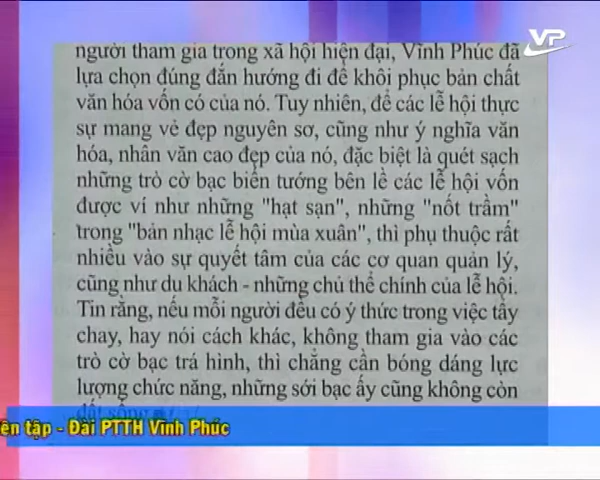 VP
người tham gia trong xã hội hiện đại, Vĩnh Phúc đã
lựa chọn đúng đắn hướng đi để khôi phục bản chất
văn hóa vốn có của nó. Tuy nhiên, để các lễ hội thực
sự mang vẻ đẹp nguyên sơ, cũng như ý nghĩa văn
hóa, nhân văn cao đẹp của nó, đặc biệt là quét sạch
những trò cờ bạc biến tướng bên lề các lễ hội vốn
được ví như những "hạt sạn", những "nốt trầm"
trong "bản nhạc lễ hội mùa xuân", thì phụ thuộc rất
nhiều vào sự quyết tâm của các cơ quan quản lý,
cũng như du khách - những chủ thể chính của lễ hội.
Tin rằng, nếu mỗi người đều có ý thức trong việc tẩy
chay, hay nói cách khác, không tham gia vào các
trò cờ bạc trá hình, thì chẳng cần bóng dáng lực
lượng chức năng, những sới bạc ấy cũng không còn
đất sống
ên tập - Đài PTTH Vĩnh Phúc